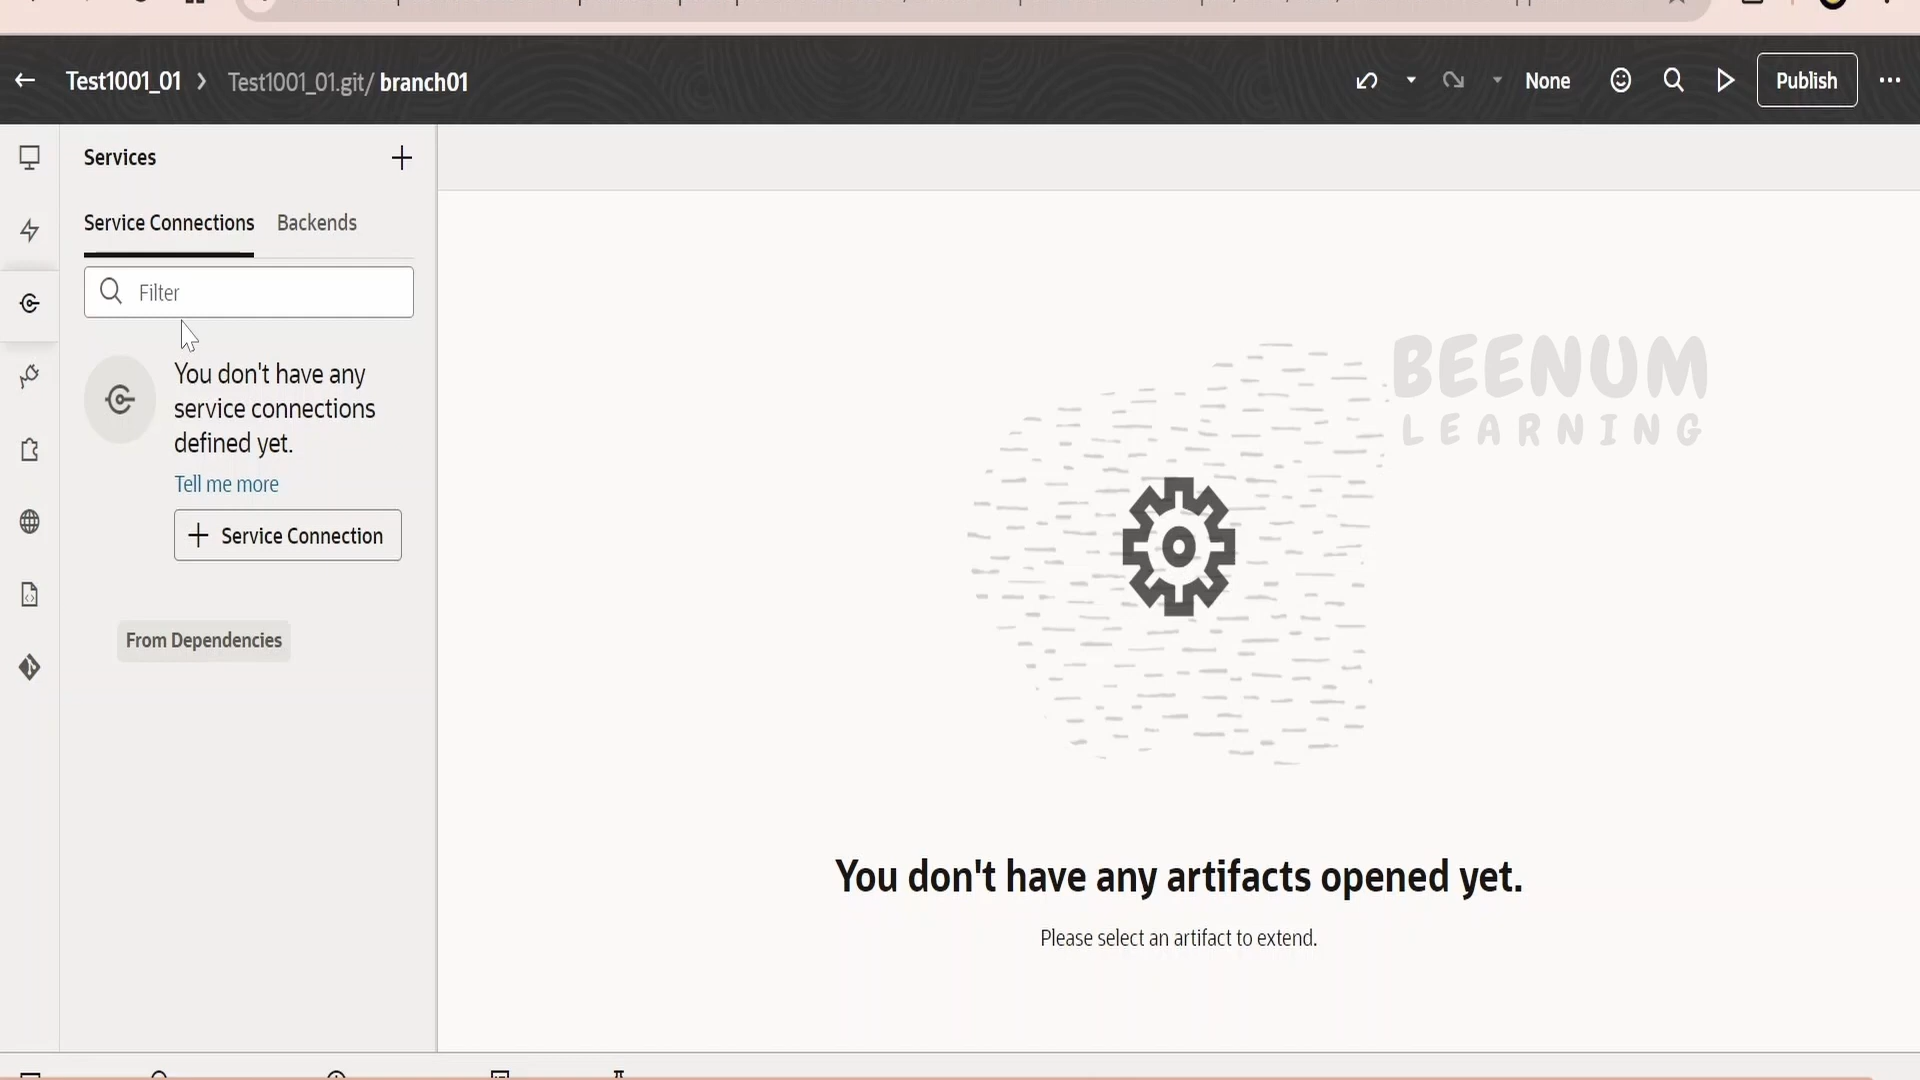 Test1001_01 > Test1001_01.git/ branch01
None
Publish
Services
Service Connections
Backends
Filter
You don't have any
service connections
defined yet.
Tell me more
+ Service Connection
From Dependencies
BEENUM
LEARNING
You don't have any artifacts opened yet.
Please select an artifact to extend.